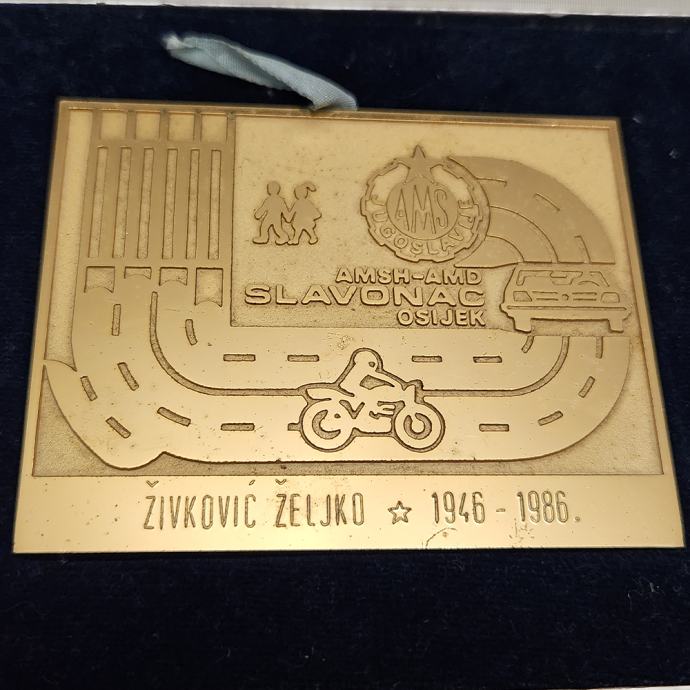 AMS
JUGOSLAVIJE
AMSH-AMD
SLAVONAC
OSIJEK
ŽIVKOVIĆ ŽELJKO ☆ 1946 - 1986.